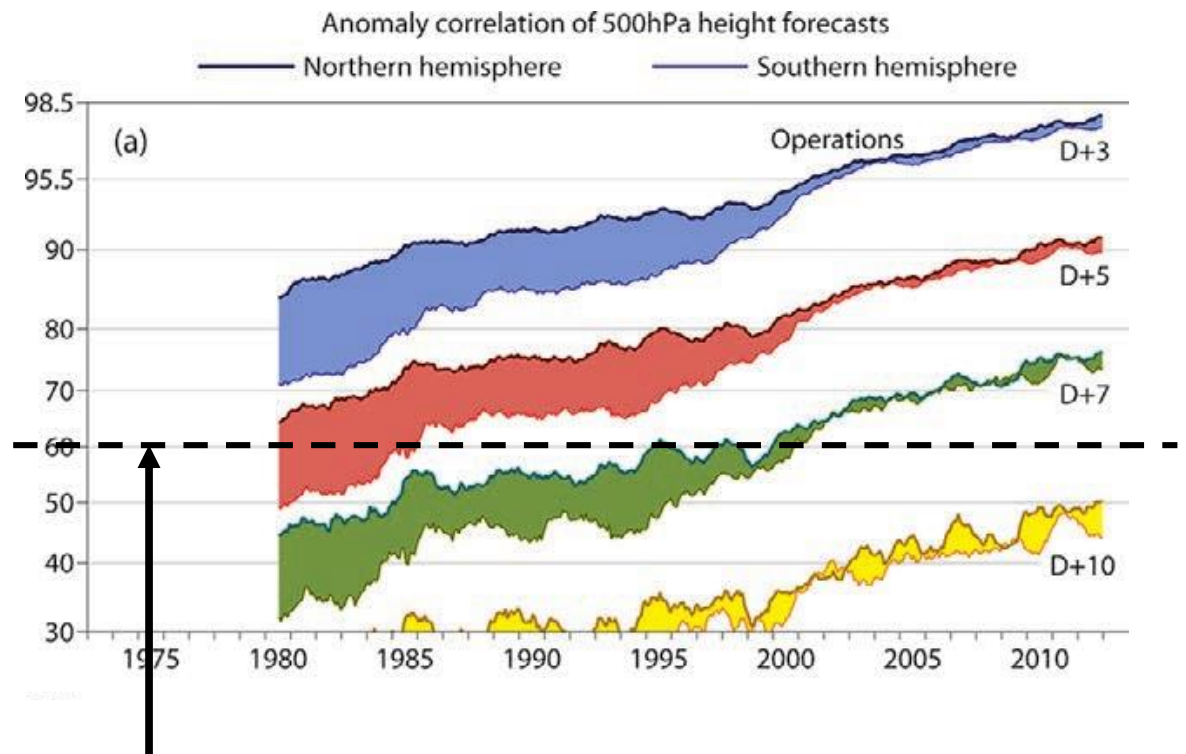 Anomaly correlation of 500hPa height forecasts
Northern hemisphere Southern hemisphere
98.5
(a)
Operations
D+3
95.5
90
D+5
80
70
D+7
60
50
40
D+10
30
1975 1980 1985 1990 1995 2000 2005 2010